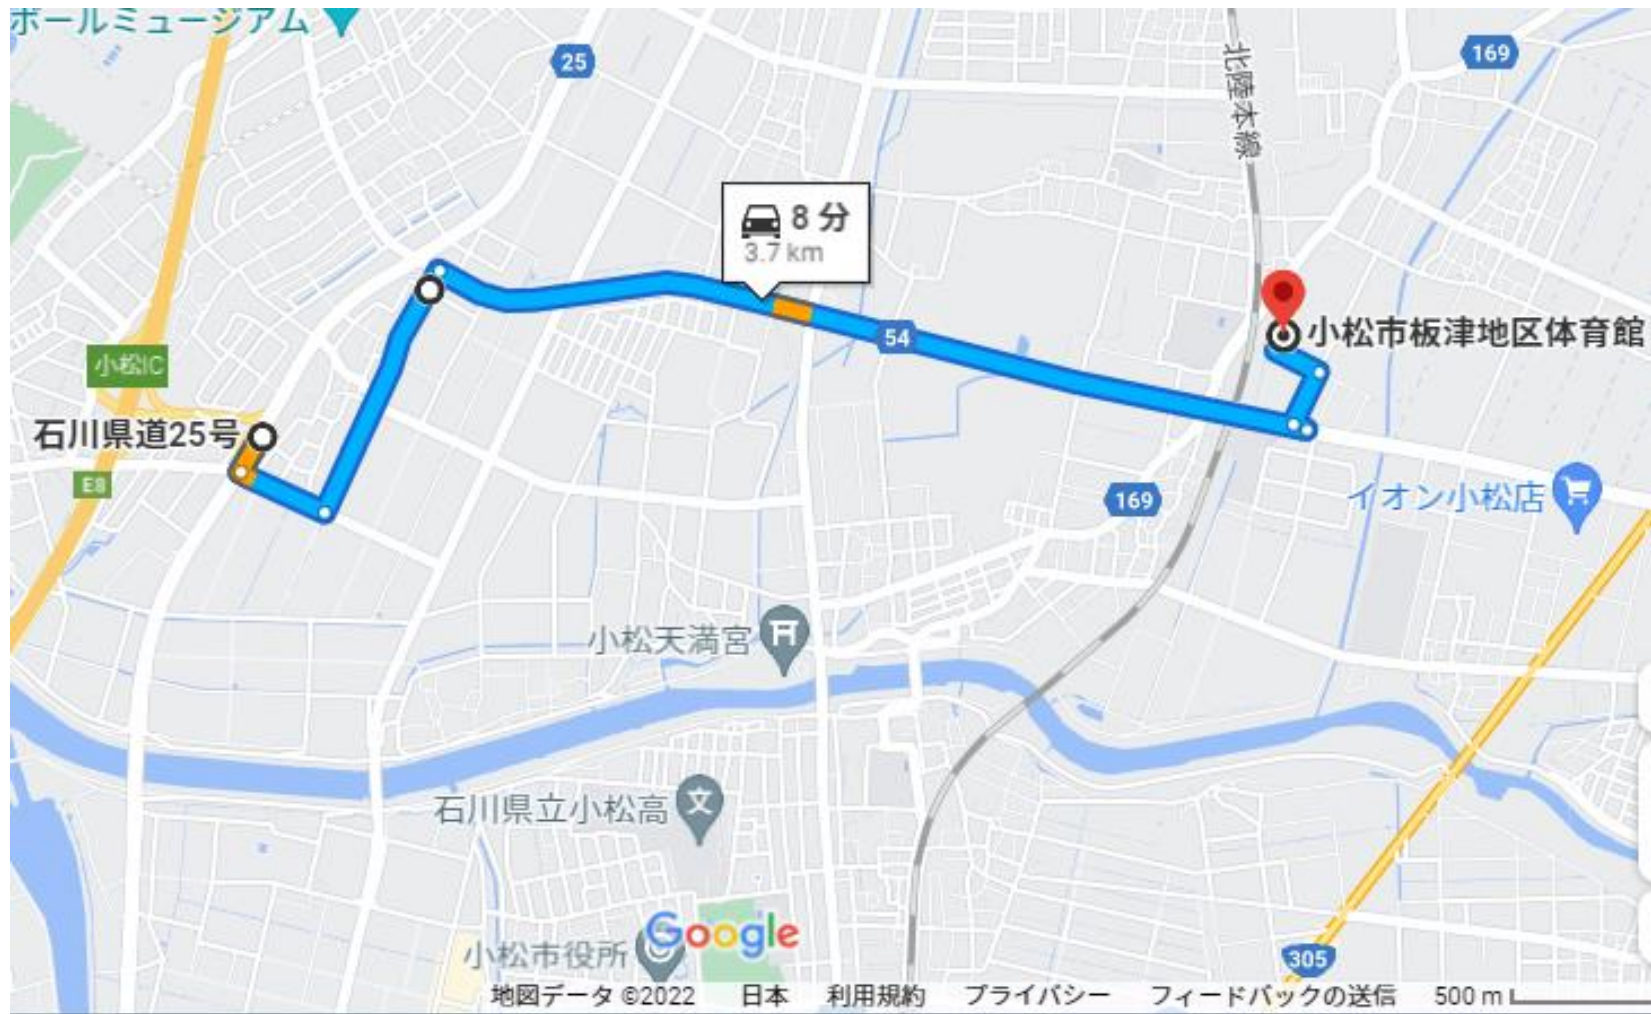 ボールミュージアム
25
169
北陸本線
8 分
3.7 km
小松IC
54
小松市板津地区体育館
石川県道25号
E8
169
イオン小松店
小松天満宮
石川県立小松高
小松市役所
Google
305
地図データ ©2022 日本 利用規約 プライバシー フィードバックの送信 500 m